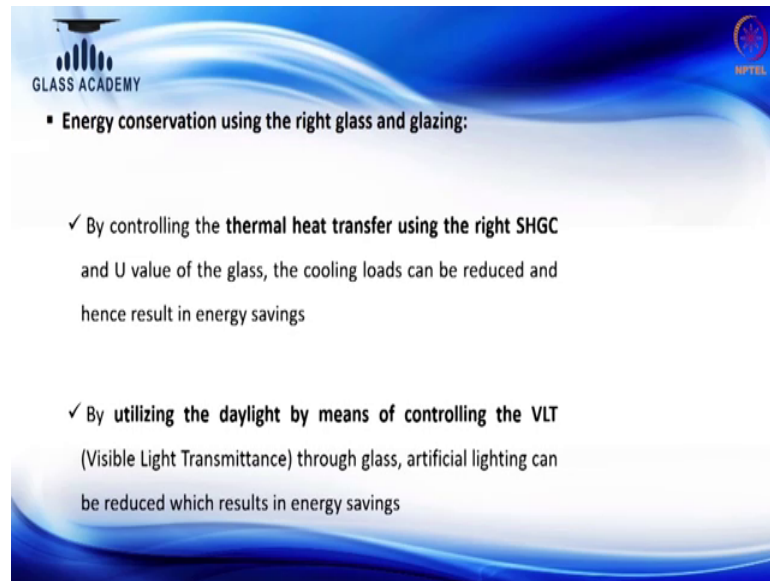 GLASS ACADEMY
NPTEL
▪ Energy conservation using the right glass and glazing:
✓ By controlling the thermal heat transfer using the right SHGC
and U value of the glass, the cooling loads can be reduced and
hence result in energy savings
✓ By utilizing the daylight by means of controlling the VLT
(Visible Light Transmittance) through glass, artificial lighting can
be reduced which results in energy savings